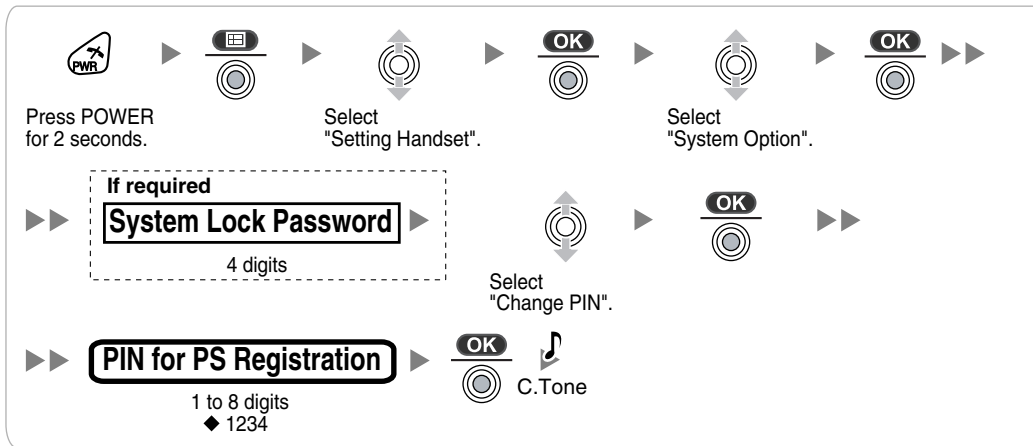 PWR
OK
OK
Press POWER
for 2 seconds.
Select
"Setting Handset".
Select
"System Option".
If required
System Lock Password
4 digits
OK
Select
"Change PIN".
PIN for PS Registration
1 to 8 digits
◆ 1234
OK
C.Tone